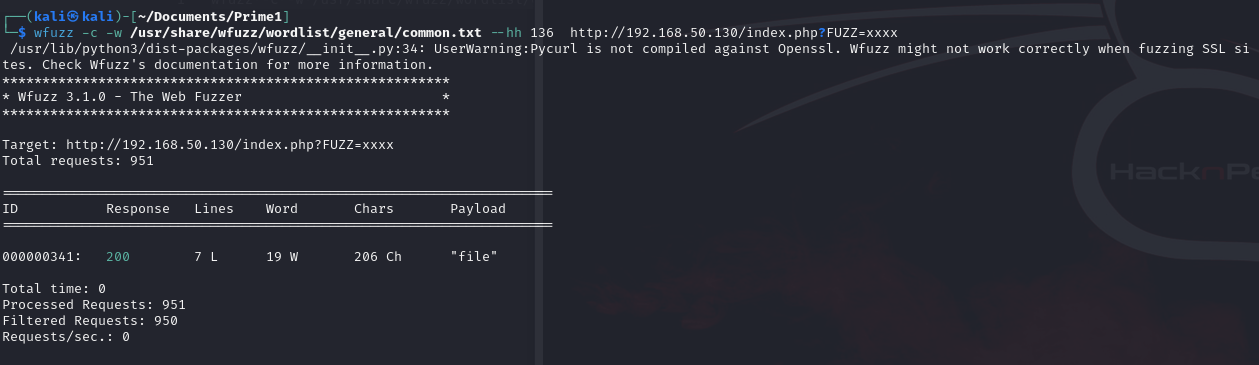 ┌──(kali㉿kali)-[~/Documents/Prime1]
└─$ wfuzz -c -w /usr/share/wfuzz/wordlist/general/common.txt --hh 136  http://192.168.50.130/index.php?FUZZ=xxxx
 /usr/lib/python3/dist-packages/wfuzz/__init__.py:34: UserWarning:Pycurl is not compiled against Openssl. Wfuzz might not work correctly when fuzzing SSL si
tes. Check Wfuzz's documentation for more information.
********************************************************
* Wfuzz 3.1.0 - The Web Fuzzer                         *
********************************************************
Target: http://192.168.50.130/index.php?FUZZ=xxxx
Total requests: 951
=====================================================================
ID           Response   Lines    Word       Chars       Payload
=====================================================================
000000341:   200        7 L      19 W       206 Ch      "file"
Total time: 0
Processed Requests: 951
Filtered Requests: 950
Requests/sec.: 0